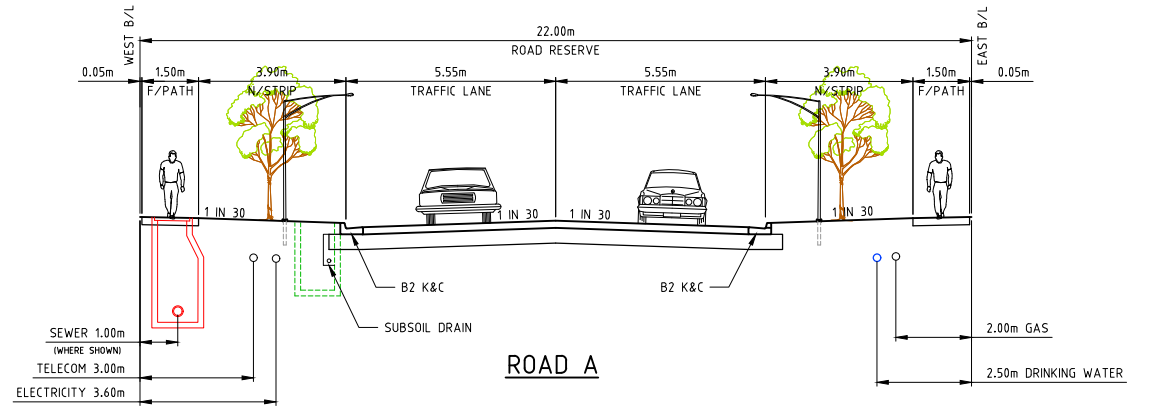 WEST B/L
22.00m
EAST B/L
ROAD RESERVE
0.05m 1.50m 3.90m 5.55m 5.55m 3.90m 1.50m 0.05m
F/PATH N/STRIP TRAFFIC LANE TRAFFIC LANE N/STRIP F/PATH
1 IN 30 1 IN 30 1 IN 30 1 IN 30
B2 K&C B2 K&C
SUBSOIL DRAIN
SEWER 1.00m
(WHERE SHOWN)
2.00m GAS
TELECOM 3.00m
ROAD A
2.50m DRINKING WATER
ELECTRICITY 3.60m